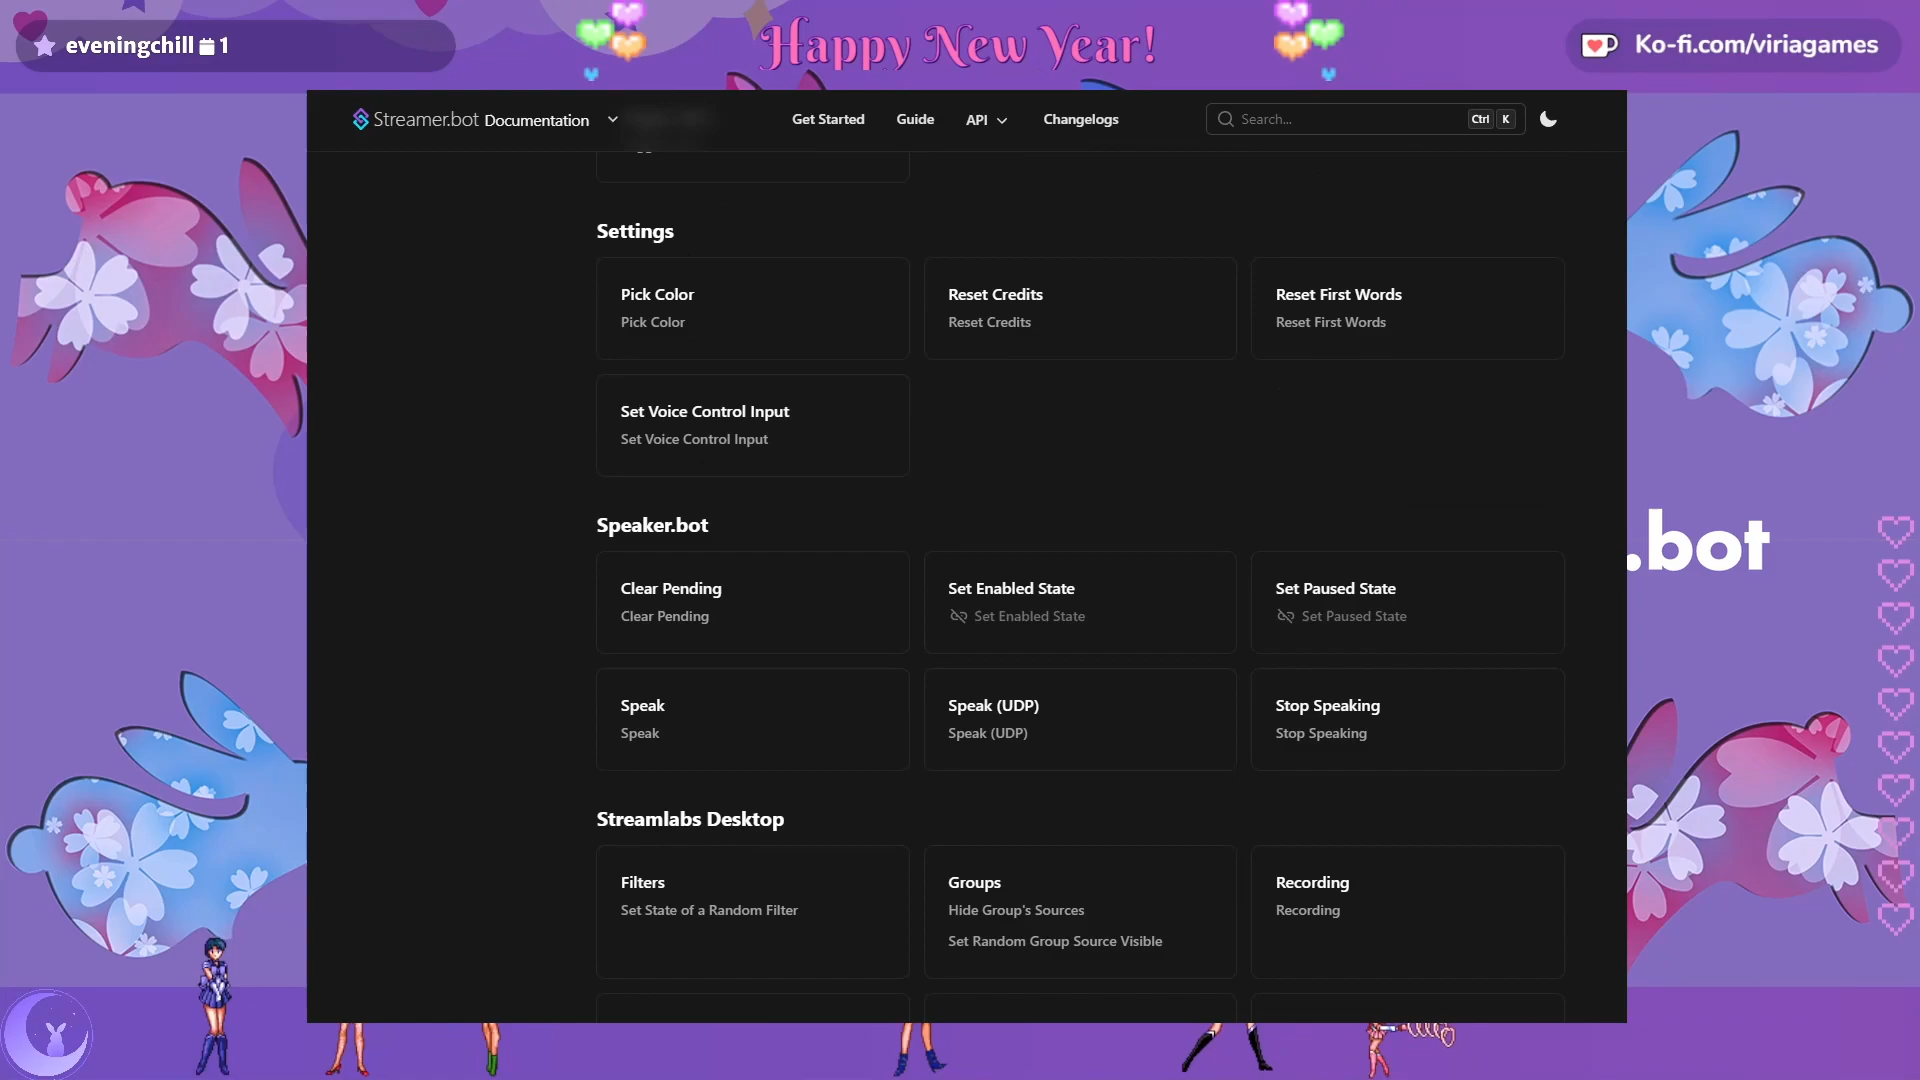 eveningchill 1
Happy New Year!
Ko-fi.com/viriagames
Streamer.bot Documentation
Get Started
Guide
API
Changelogs
Search...
Ctrl
K
Settings
Pick Color
Pick Color
Reset Credits
Reset Credits
Reset First Words
Reset First Words
Set Voice Control Input
Set Voice Control Input
Speaker.bot
Clear Pending
Clear Pending
Set Enabled State
Set Enabled State
Set Paused State
Set Paused State
.bot
Speak
Speak
Speak (UDP)
Speak (UDP)
Stop Speaking
Stop Speaking
Streamlabs Desktop
Filters
Set State of a Random Filter
Groups
Hide Group's Sources
Set Random Group Source Visible
Recording
Recording